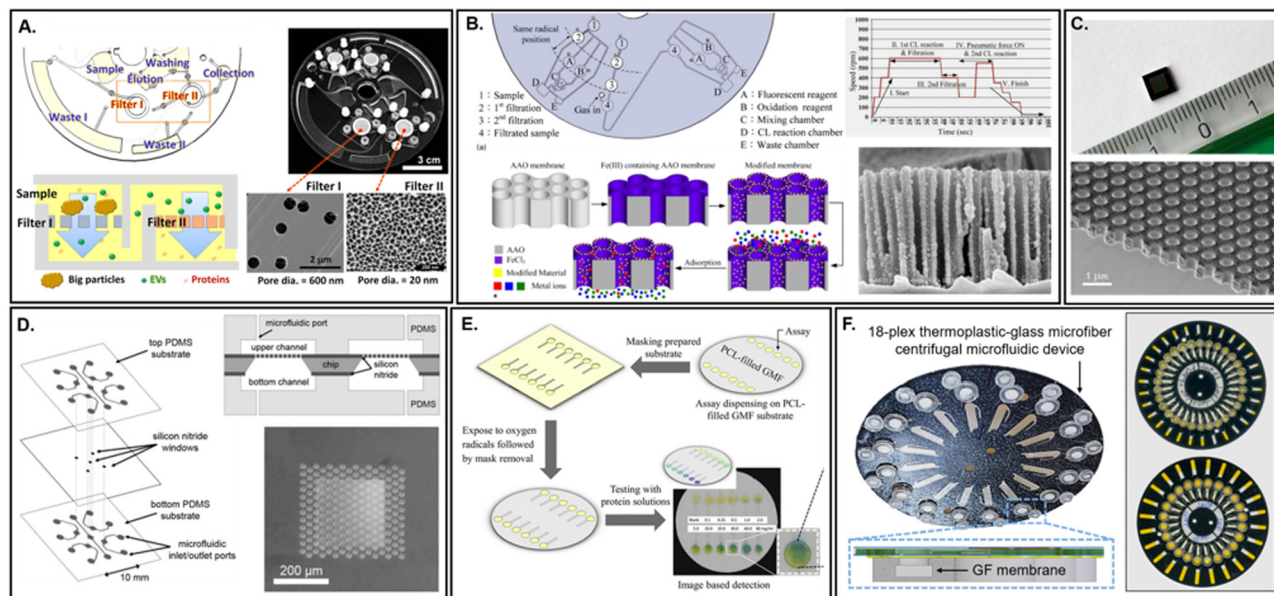 A.
Sample
Washing
Elution
Collection
Filter I
Filter II
Waste I
Waste II
3 cm
Sample
Filter I
Filter II
Filter I
Filter II
2 μm
Big particles
EVs
Proteins
Pore dia. = 600 nm
Pore dia. = 20 nm
B.
Same radical
position
Gas in
1 : Sample
2 : 1st filtration
3 : 2nd filtration
4 : Filtrated sample
A : Fluorescent reagent
B : Oxidation reagent
C : Mixing chamber
D : CL reaction chamber
E : Waste chamber
(a)
Speed (rpm)
II. 1st CL reaction
& Filtration
IV. Pneumatic force ON
& 2nd CL reaction
III. 2nd Filtration
I. Start
V. Finish
Time (sec)
AAO membrane
Fe(III) containing AAO membrane
Modified membrane
AAO
FeCl3
Modified Material
Metal ions
Adsorption
C.
0
1
1 μm
D.
top PDMS
substrate
silicon nitride
windows
bottom PDMS
substrate
microfluidic
inlet/outlet ports
10 mm
microfluidic port
PDMS
upper channel
chip
silicon
nitride
bottom channel
PDMS
200 μm
E.
Masking prepared
substrate
Assay
PCL-filled GMF
Assay dispensing on PCL-
filled GMF substrate
Expose to oxygen
radicals followed
by mask removal
Testing with
protein solutions
Image based detection
F.
18-plex thermoplastic-glass microfiber
centrifugal microfluidic device
GF membrane